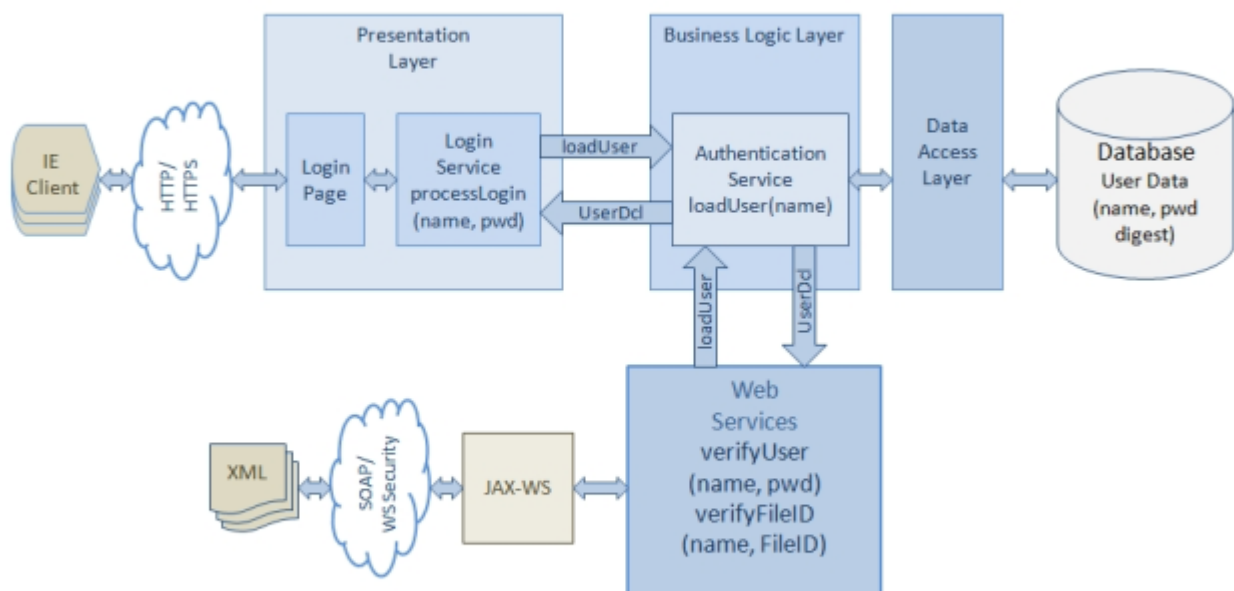 Presentation
Layer
Business Logic Layer
IE
Client
HTTP/
HTTPS
Login
Page
Login
Service
processLogin
(name, pwd)
loadUser
UserDcl
Authentication
Service
loadUser(name)
Data
Access
Layer
Database
User Data
(name, pwd
digest)
loadUser
UserDcl
Web
Services
verifyUser
(name, pwd)
verifyFileID
(name, FileID)
XML
SOAP/
WS Security
JAX-WS